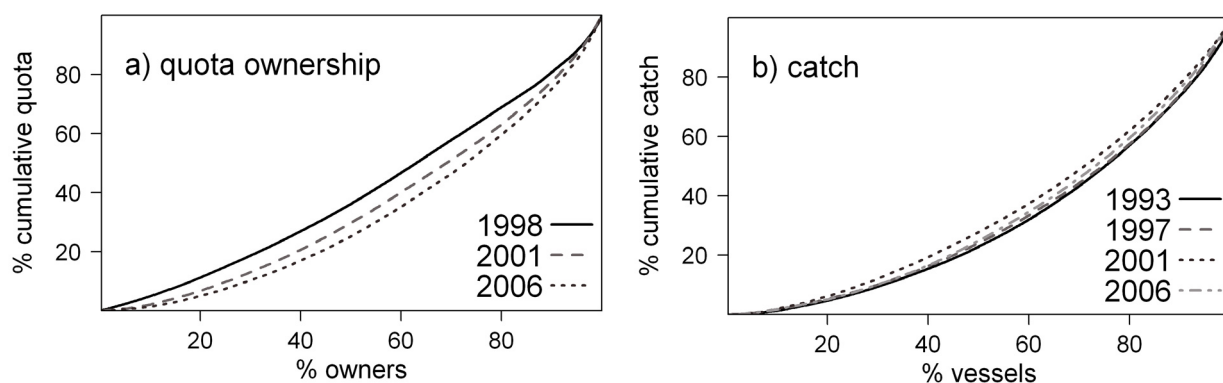 a) quota ownership
% cumulative quota
80
60
40
20
1998
2001
2006
20 40 60 80
% owners
b) catch
% cumulative catch
80
60
40
20
1993
1997
2001
2006
20 40 60 80
% vessels